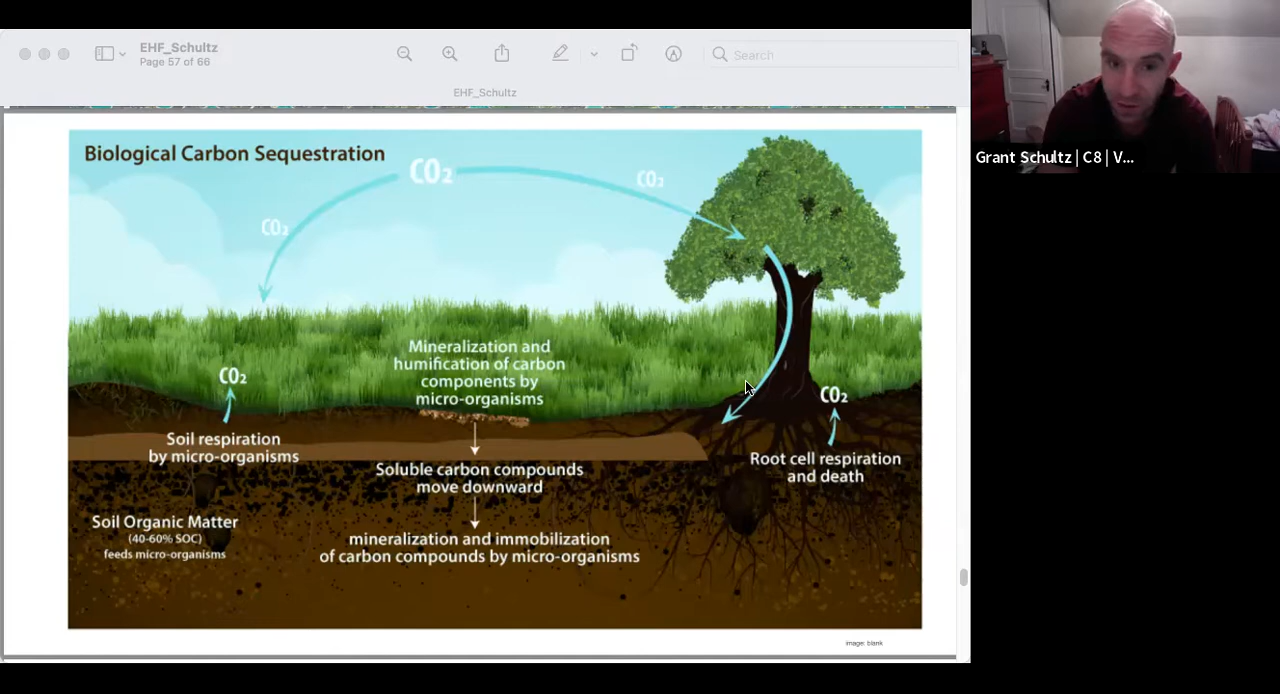 EHF_Schultz
Page 57 of 66
Search
EHF_Schultz
Biological Carbon Sequestration
CO₂
CO₂
CO₂
Mineralization and
humification of carbon
components by
micro-organisms
CO₂
CO₂
Soil respiration
by micro-organisms
Root cell respiration
and death
Soluble carbon compounds
move downward
Soil Organic Matter
(40-60% SOC)
feeds micro-organisms
mineralization and immobilization
of carbon compounds by micro-organisms
image: blank
Grant Schultz | C8 | V...